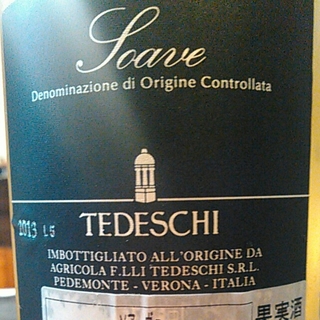 Soave
Denominazione di Origine Controllata
2013 L5
TEDESCHI
IMBOTTIGLIATO ALL'ORIGINE DA
AGRICOLA F.LLI TEDESCHI S.R.L.
PEDEMONTE - VERONA - ITALIA
果実酒